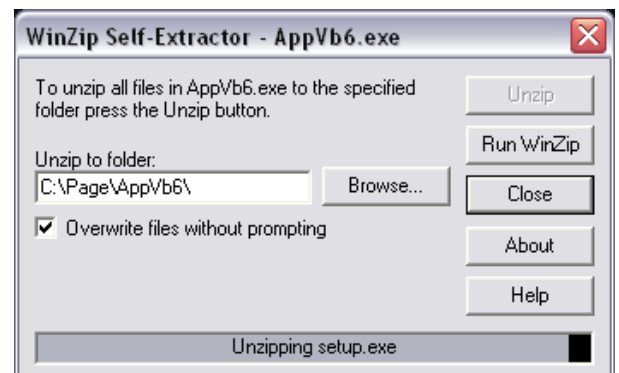 WinZip Self-Extractor - AppVb6.exe
To unzip all files in AppVb6.exe to the specified
folder press the Unzip button.
Unzip
Run WinZip
Unzip to folder:
C:\Page\AppVb6\
Browse...
Close
Overwrite files without prompting
About
Help
Unzipping setup.exe